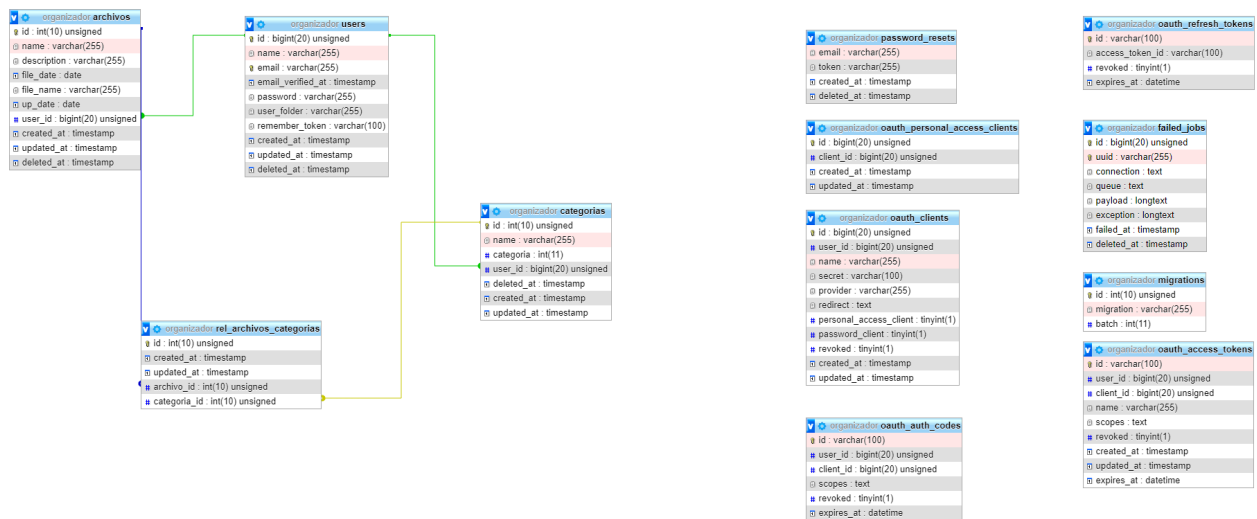 organizador archivos
id : int(10) unsigned
name : varchar(255)
description : varchar(255)
file_date : date
file_name : varchar(255)
up_date : date
user_id : bigint(20) unsigned
created_at : timestamp
updated_at : timestamp
deleted_at : timestamp
organizador users
id : bigint(20) unsigned
name : varchar(255)
email : varchar(255)
email_verified_at : timestamp
password : varchar(255)
user_folder : varchar(255)
remember_token : varchar(100)
created_at : timestamp
updated_at : timestamp
deleted_at : timestamp
organizador categorias
id : int(10) unsigned
name : varchar(255)
categoria : int(11)
user_id : bigint(20) unsigned
deleted_at : timestamp
created_at : timestamp
updated_at : timestamp
organizador rel_archivos_categorias
id : int(10) unsigned
created_at : timestamp
updated_at : timestamp
archivo_id : int(10) unsigned
categoria_id : int(10) unsigned
organizador password_resets
email : varchar(255)
token : varchar(255)
created_at : timestamp
deleted_at : timestamp
organizador oauth_personal_access_clients
id : bigint(20) unsigned
client_id : bigint(20) unsigned
created_at : timestamp
updated_at : timestamp
organizador oauth_clients
id : bigint(20) unsigned
user_id : bigint(20) unsigned
name : varchar(255)
secret : varchar(100)
provider : varchar(255)
redirect : text
personal_access_client : tinyint(1)
password_client : tinyint(1)
revoked : tinyint(1)
created_at : timestamp
updated_at : timestamp
organizador oauth_auth_codes
id : varchar(100)
user_id : bigint(20) unsigned
client_id : bigint(20) unsigned
scopes : text
revoked : tinyint(1)
expires_at : datetime
organizador oauth_refresh_tokens
id : varchar(100)
access_token_id : varchar(100)
revoked : tinyint(1)
expires_at : datetime
organizador failed_jobs
id : bigint(20) unsigned
uuid : varchar(255)
connection : text
queue : text
payload : longtext
exception : longtext
failed_at : timestamp
deleted_at : timestamp
organizador migrations
id : int(10) unsigned
migration : varchar(255)
batch : int(11)
organizador oauth_access_tokens
id : varchar(100)
user_id : bigint(20) unsigned
client_id : bigint(20) unsigned
name : varchar(255)
scopes : text
revoked : tinyint(1)
created_at : timestamp
updated_at : timestamp
expires_at : datetime